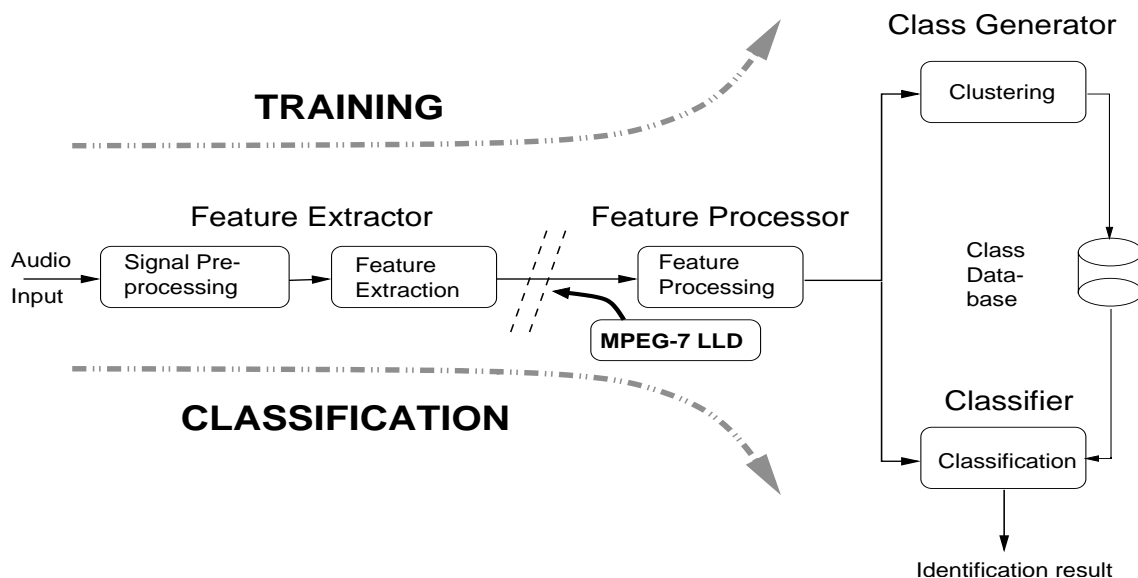 Class Generator
Clustering
TRAINING
Feature Extractor
Feature Processor
Audio
Input
Signal Pre-
processing
Feature
Extraction
Feature
Processing
Class
Data-
base
MPEG-7 LLD
CLASSIFICATION
Classifier
Classification
Identification result